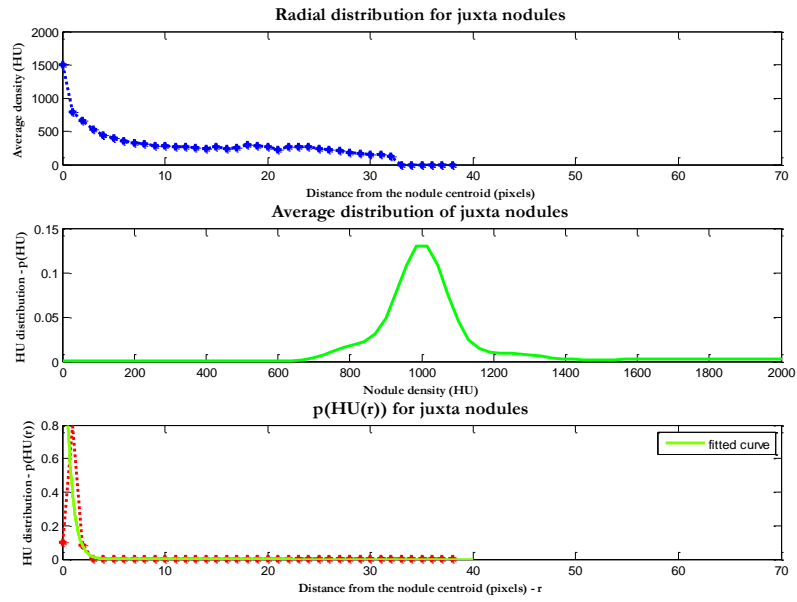 Radial distribution for juxta nodules
2000
1500
1000
500
0
Average density (HU)
0 10 20 30 40 50 60 70
Distance from the nodule centroid (pixels)
Average distribution of juxta nodules
0.15
0.1
0.05
0
HU distribution - p(HU)
0 200 400 600 800 1000 1200 1400 1600 1800 2000
Nodule density (HU)
p(HU(r)) for juxta nodules
0.8
0.6
0.4
0.2
0
HU distribution - p(HU(r))
fitted curve
0 10 20 30 40 50 60 70
Distance from the nodule centroid (pixels) - r